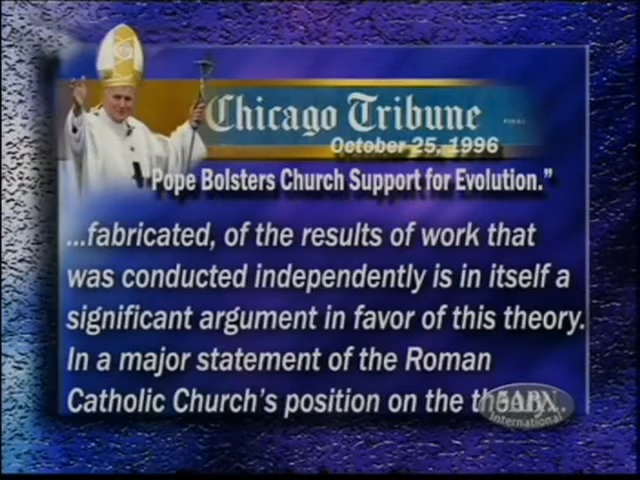 Chicago Tribune
October 25, 1996
"Pope Bolsters Church Support for Evolution."
...fabricated, of the results of work that
was conducted independently is in itself a
significant argument in favor of this theory.
In a major statement of the Roman
Catholic Church's position on the
3ABN
International